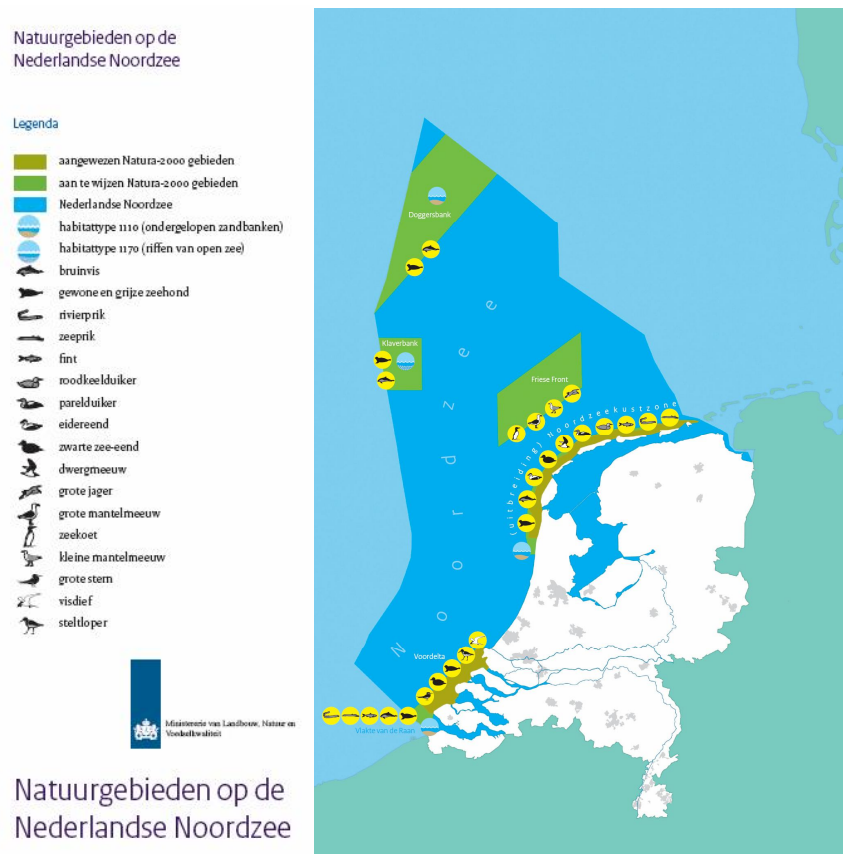 Natuurgebieden op de
Nederlandse Noordzee
Legenda
aangewezen Natura-2000 gebieden
aan te wijzen Natura-2000 gebieden
Nederlandse Noordzee
habitattype 1110 (ondergelopen zandbanken)
habitattype 1170 (riffen van open zee)
bruinvis
gewone en grijze zeehond
rivierprik
zeeprik
fint
roodkeelduiker
parelduiker
eidereend
zwarte zee-eend
dwergmeeuw
grote jager
grote mantelmeeuw
zeekoet
kleine mantelmeeuw
grote stern
visdief
steltloper
Ministererie van Landbouw, Natuur en
Voedselkwaliteit
Natuurgebieden op de
Nederlandse Noordzee
Doggersbank
Klaverbank
Friese Front
(uitbreiding) Noordzeekustzone
Noordzee
Voordelta
Vlakte van de Raan